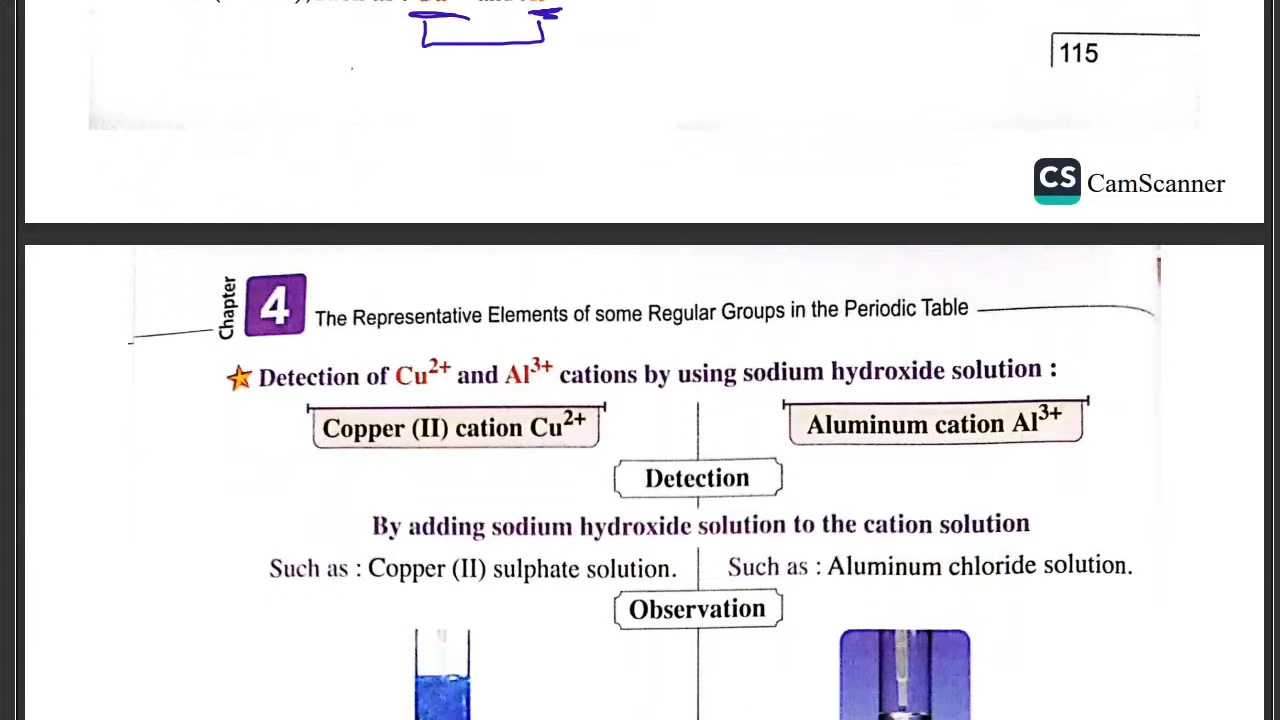 115
CS CamScanner
Chapter 4 The Representative Elements of some Regular Groups in the Periodic Table
Detection of Cu²⁺ and Al³⁺ cations by using sodium hydroxide solution :
Copper (II) cation Cu²⁺
Aluminum cation Al³⁺
Detection
By adding sodium hydroxide solution to the cation solution
Such as : Copper (II) sulphate solution.
Such as : Aluminum chloride solution.
Observation